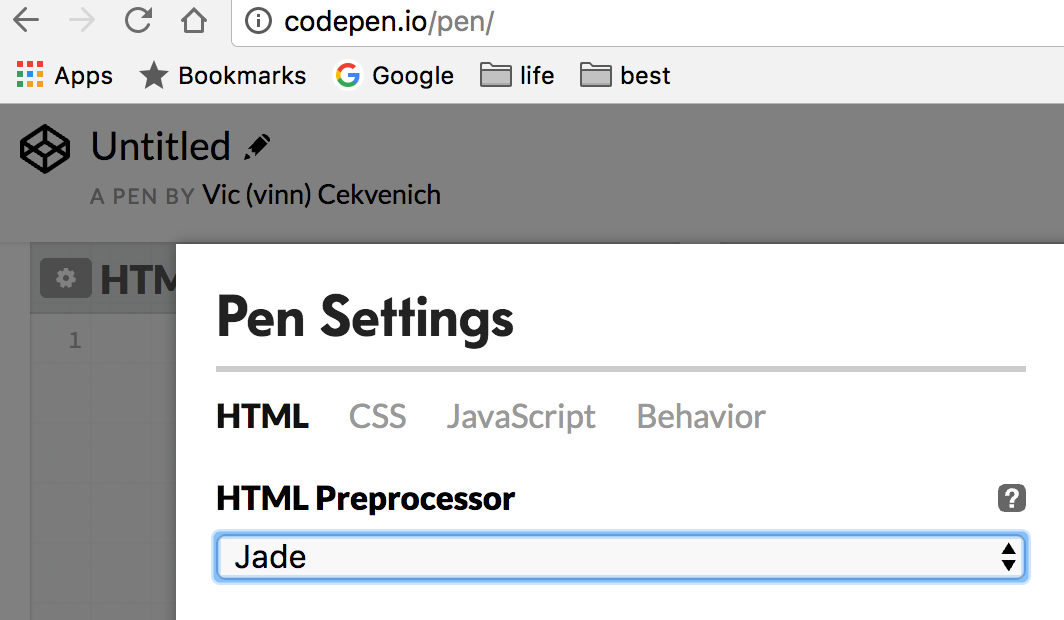 codepen.io/pen/
Apps Bookmarks Google life best
Untitled
A PEN BY Vic (vinn) Cekvenich
HTM
1
Pen Settings
HTML CSS JavaScript Behavior
HTML Preprocessor ?
Jade